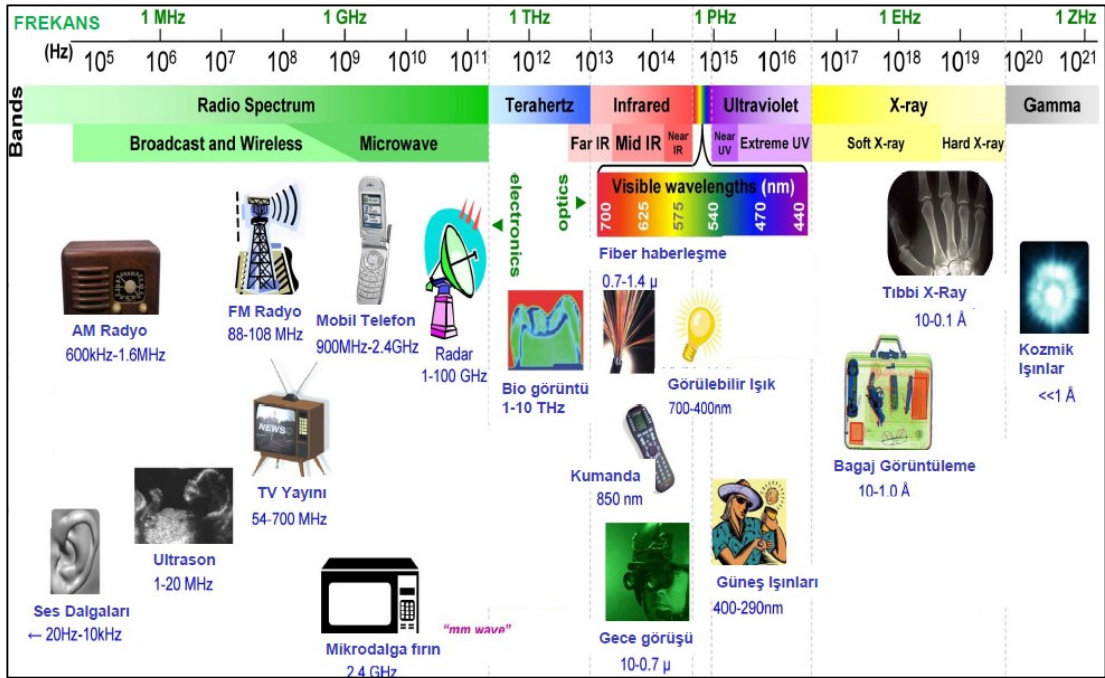 FREKANS
1 MHz 1 GHz 1 THz 1 PHz 1 EHz 1 ZHz
(Hz)
10⁵ 10⁶ 10⁷ 10⁸ 10⁹ 10¹⁰ 10¹¹ 10¹² 10¹³ 10¹⁴ 10¹⁵ 10¹⁶ 10¹⁷ 10¹⁸ 10¹⁹ 10²⁰ 10²¹
Bands
Radio Spectrum Terahertz Infrared Ultraviolet X-ray Gamma
Broadcast and Wireless Microwave
Far IR Mid IR
Near
IR
Near
UV
Extreme UV
Soft X-ray Hard X-ray
electronics
optics
Visible wavelengths (nm)
700 625 575 540 470 440
AM Radyo
600kHz-1.6MHz
FM Radyo
88-108 MHz
Mobil Telefon
900MHz-2.4GHz
Radar
1-100 GHz
Bio görüntü
1-10 THz
Fiber haberleşme
0.7-1.4 µ
Görülebilir Işık
700-400nm
Tıbbi X-Ray
10-0.1 Å
Kozmik
Işınlar
<<1 Å
NEWS
TV Yayını
54-700 MHz
Kumanda
850 nm
Bagaj Görüntüleme
10-1.0 Å
Ultrason
1-20 MHz
Ses Dalgaları
← 20Hz-10kHz
Mikrodalga fırın
2.4 GHz
"mm wave"
Gece görüşü
10-0.7 µ
Güneş Işınları
400-290nm